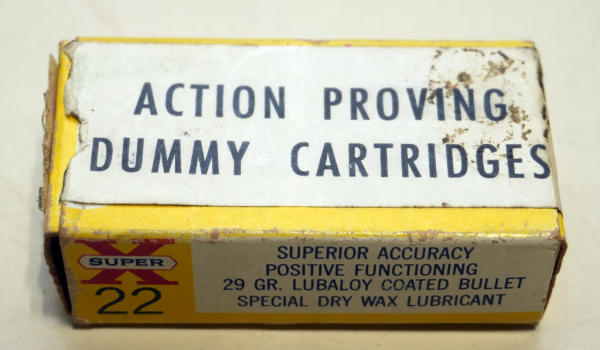 ACTION PROVING
DUMMY CARTRIDGES
X
SUPER
22
SUPERIOR ACCURACY
POSITIVE FUNCTIONING
29 GR. LUBALOY COATED BULLET
SPECIAL DRY WAX LUBRICANT